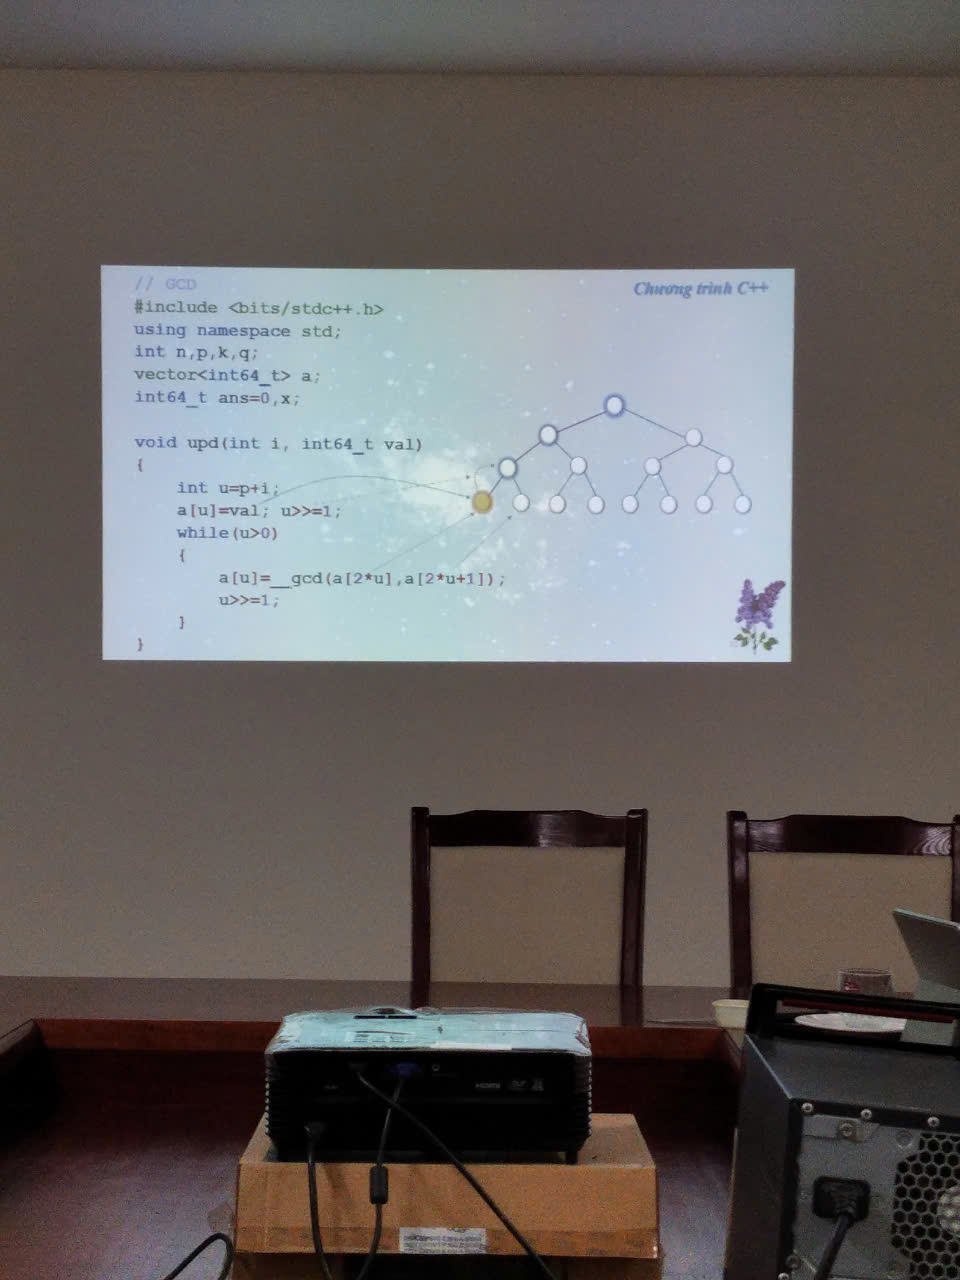 // GCD
Chương trình C++
#include <bits/stdc++.h>
using namespace std;
int n,p,k,q;
vector<int64_t> a;
int64_t ans=0,x;
void upd(int i, int64_t val)
{
int u=p+i;
a[u]=val; u>>=1;
while(u>0)
{
a[u]=__gcd(a[2*u],a[2*u+1]);
u>>=1;
}
}
HDMI